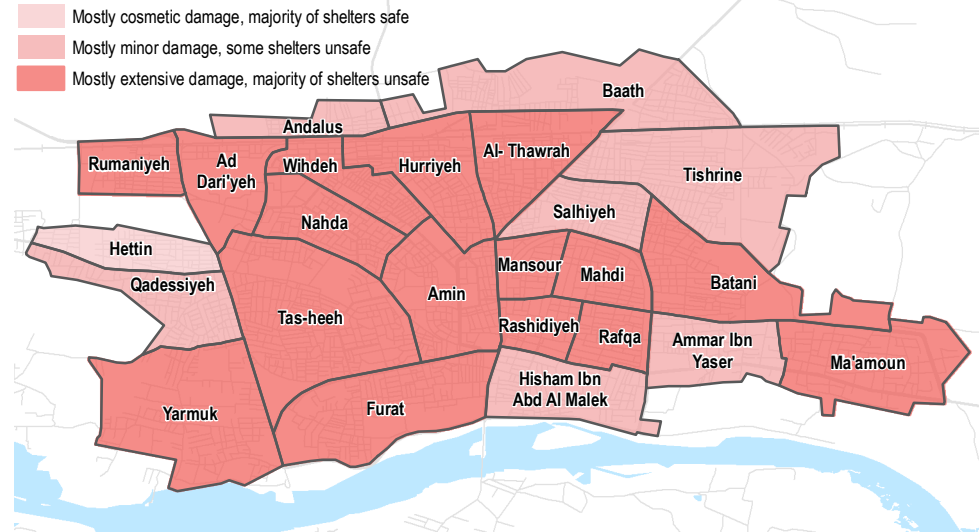 Mostly cosmetic damage, majority of shelters safe
Mostly minor damage, some shelters unsafe
Mostly extensive damage, majority of shelters unsafe
Baath
Andalus
Al- Thawrah
Rumaniyeh
Ad
Dari'yeh
Wihdeh
Hurriyeh
Tishrine
Salhiyeh
Nahda
Hettin
Mansour
Mahdi
Qadessiyeh
Batani
Amin
Tas-heeh
Rashidiyeh
Rafqa
Ammar Ibn
Yaser
Ma'amoun
Hisham Ibn
Abd Al Malek
Yarmuk
Furat